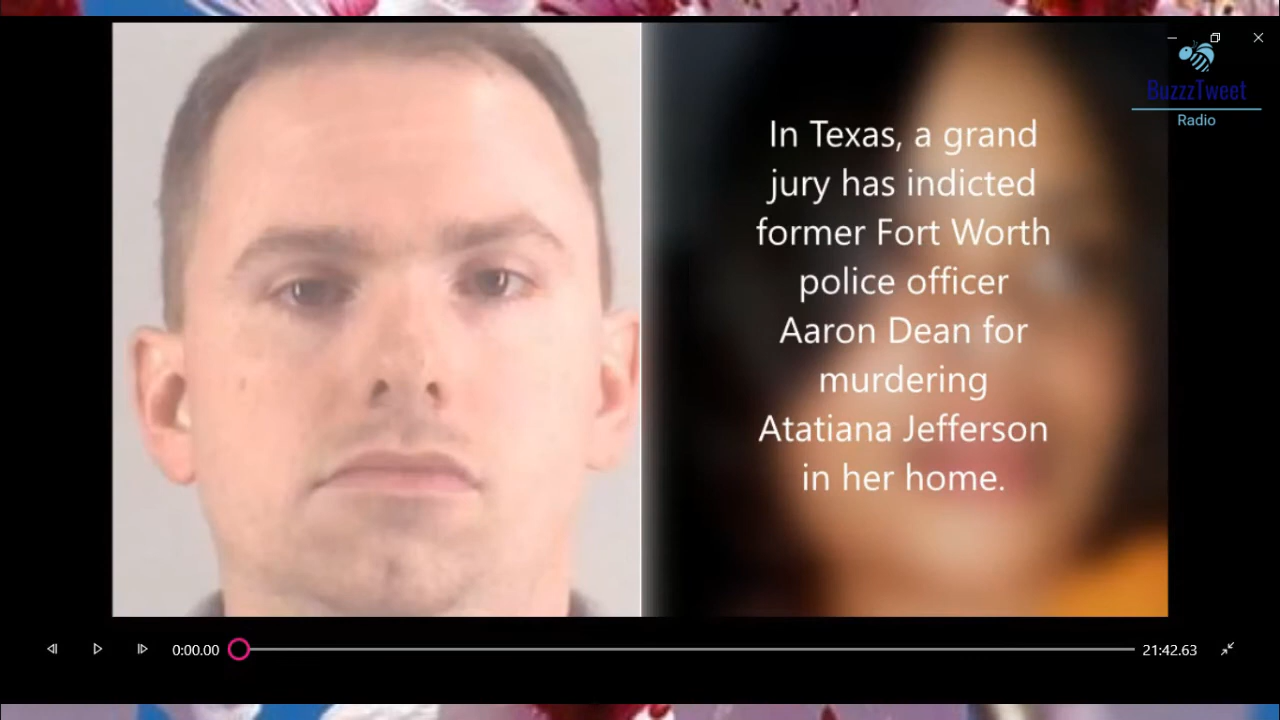 BuzzzTweet
Radio
In Texas, a grand
jury has indicted
former Fort Worth
police officer
Aaron Dean for
murdering
Atatiana Jefferson
in her home.
0:00.00
21:42.63